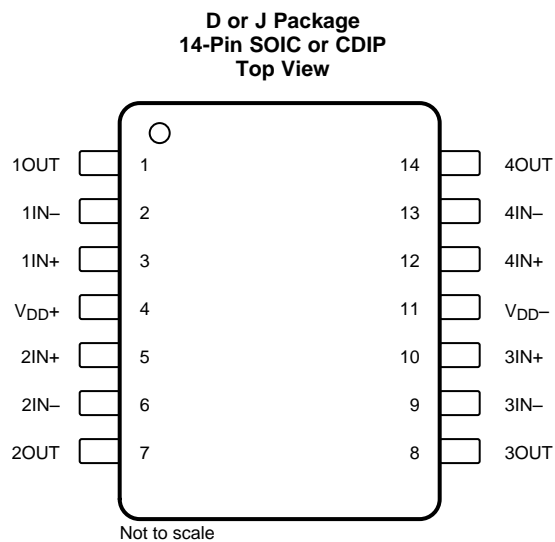 D or J Package
14-Pin SOIC or CDIP
Top View
1OUT 1 14 4OUT
1IN– 2 13 4IN–
1IN+ 3 12 4IN+
VDD+ 4 11 VDD–
2IN+ 5 10 3IN+
2IN– 6 9 3IN–
2OUT 7 8 3OUT
Not to scale